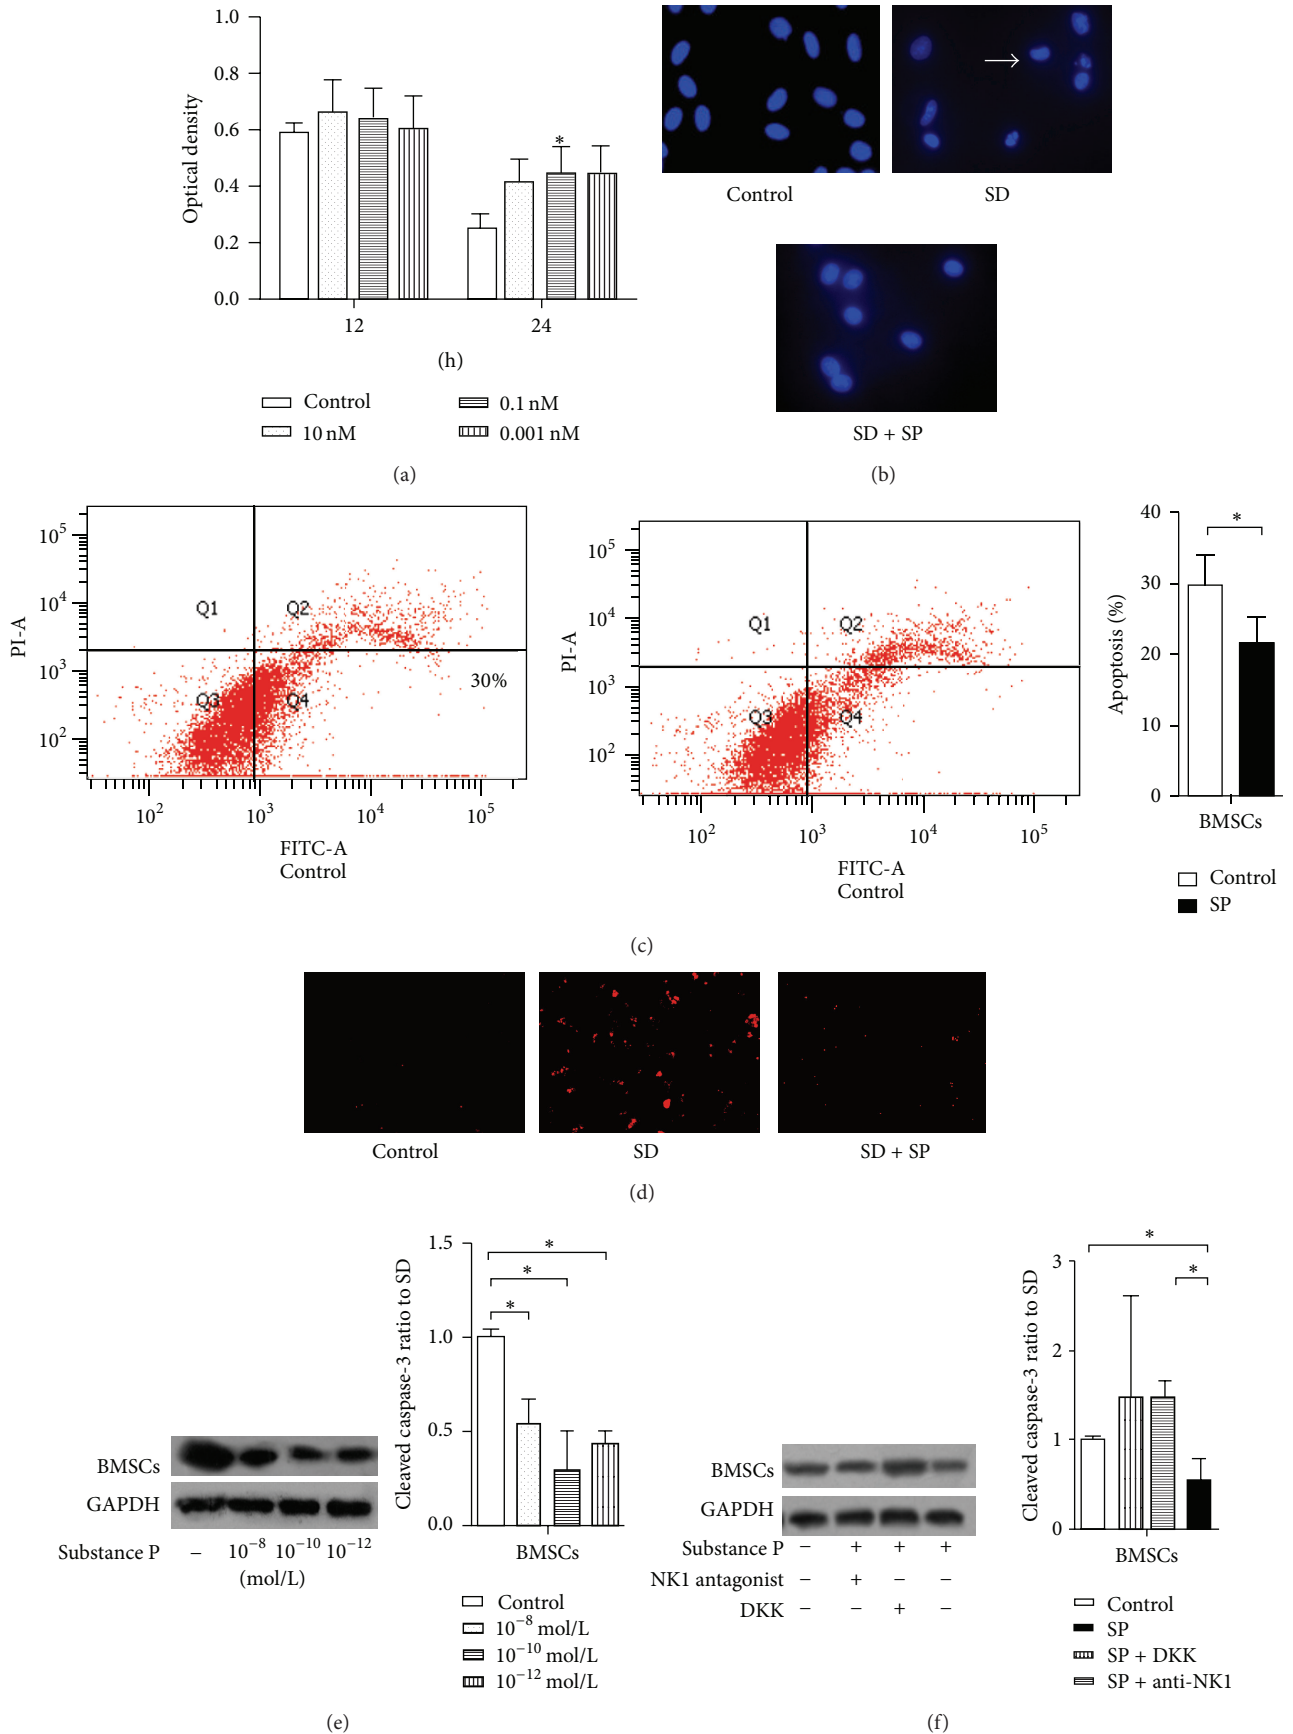 1.0
0.8
0.6
0.4
0.2
0.0
Optical density
*
12
24
(h)
Control
10 nM
0.1 nM
0.001 nM
(a)
Control
SD
SD + SP
(b)
PI-A
10^5
10^4
10^3
10^2
Q1
Q2
Q3
Q4
30%
10^2
10^3
10^4
10^5
FITC-A
Control
PI-A
10^5
10^4
10^3
10^2
Q1
Q2
Q3
Q4
10^2
10^3
10^4
10^5
FITC-A
Control
Apoptosis (%)
40
30
20
10
0
*
BMSCs
Control
SP
(c)
Control
SD
SD + SP
(d)
BMSCs
GAPDH
Substance P – 10^−8 10^−10 10^−12
(mol/L)
Cleaved caspase-3 ratio to SD
1.5
1.0
0.5
0.0
*
*
*
BMSCs
Control
10^−8 mol/L
10^−10 mol/L
10^−12 mol/L
(e)
BMSCs
GAPDH
Substance P – + + +
NK1 antagonist – + – –
DKK – – + –
Cleaved caspase-3 ratio to SD
3
2
1
0
*
*
BMSCs
Control
SP
SP + DKK
SP + anti-NK1
(f)